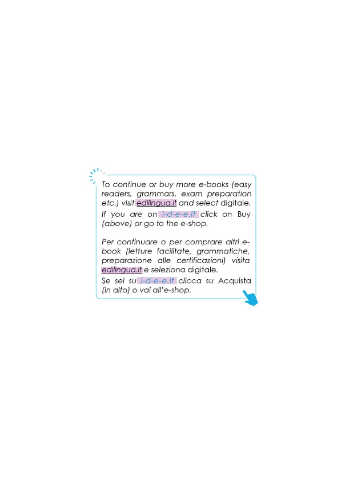 To continue or buy more e-books (easy
readers, grammars, exam preparation
etc.) visit edilingua.it and select digitale.
If you are on i-d-e-e.it click on Buy
(above) or go to the e-shop.
Per continuare o per comprare altri e-
book (letture facilitate, grammatiche,
preparazione alle certificazioni) visita
edilingua.it e seleziona digitale.
Se sei su i-d-e-e.it clicca su Acquista
(in alto) o vai all'e-shop.